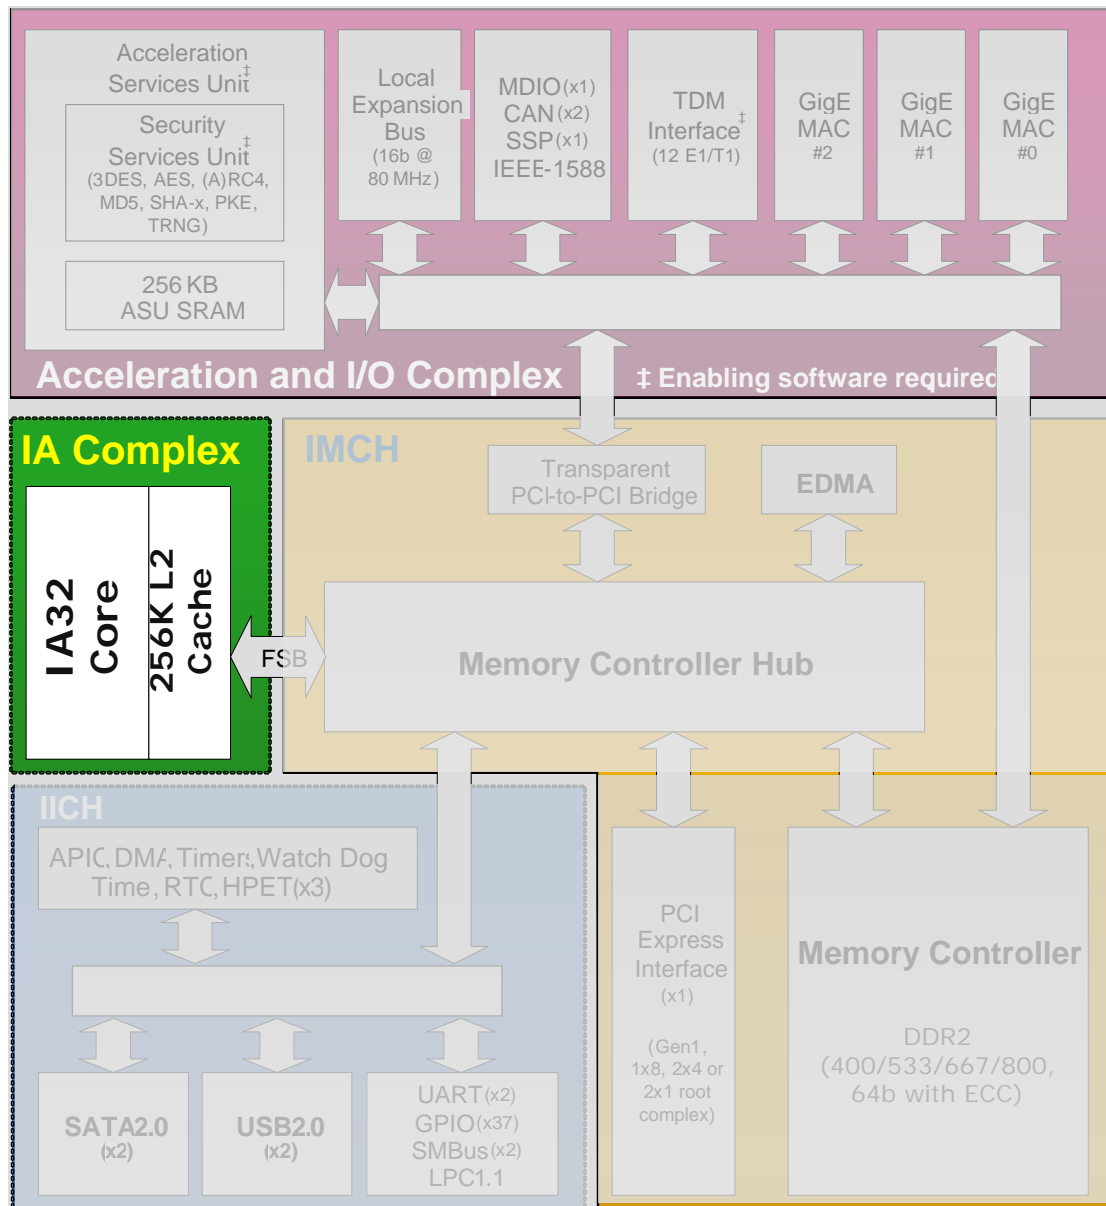 Acceleration
Services Unit‡
Security
Services Unit‡
(3DES, AES, (A)RC4,
MD5, SHA-x, PKE,
TRNG)
256 KB
ASU SRAM
Local
Expansion
Bus
(16b @
80 MHz)
MDIO (x1)
CAN (x2)
SSP (x1)
IEEE-1588
TDM
Interface‡
(12 E1/T1)
GigE
MAC
#2
GigE
MAC
#1
GigE
MAC
#0
Acceleration and I/O Complex
‡ Enabling software required
IA Complex
IA32
Core
256K L2
Cache
FSB
IMCH
Transparent
PCI-to-PCI Bridge
EDMA
Memory Controller Hub
IICH
APIC, DMA, Timers, Watch Dog
Time, RTC, HPET (x3)
SATA2.0
(x2)
USB2.0
(x2)
UART (x2)
GPIO (x37)
SMBus (x2)
LPC1.1
PCI
Express
Interface
(x1)
(Gen1,
1x8, 2x4 or
2x1 root
complex)
Memory Controller
DDR2
(400/533/667/800,
64b with ECC)